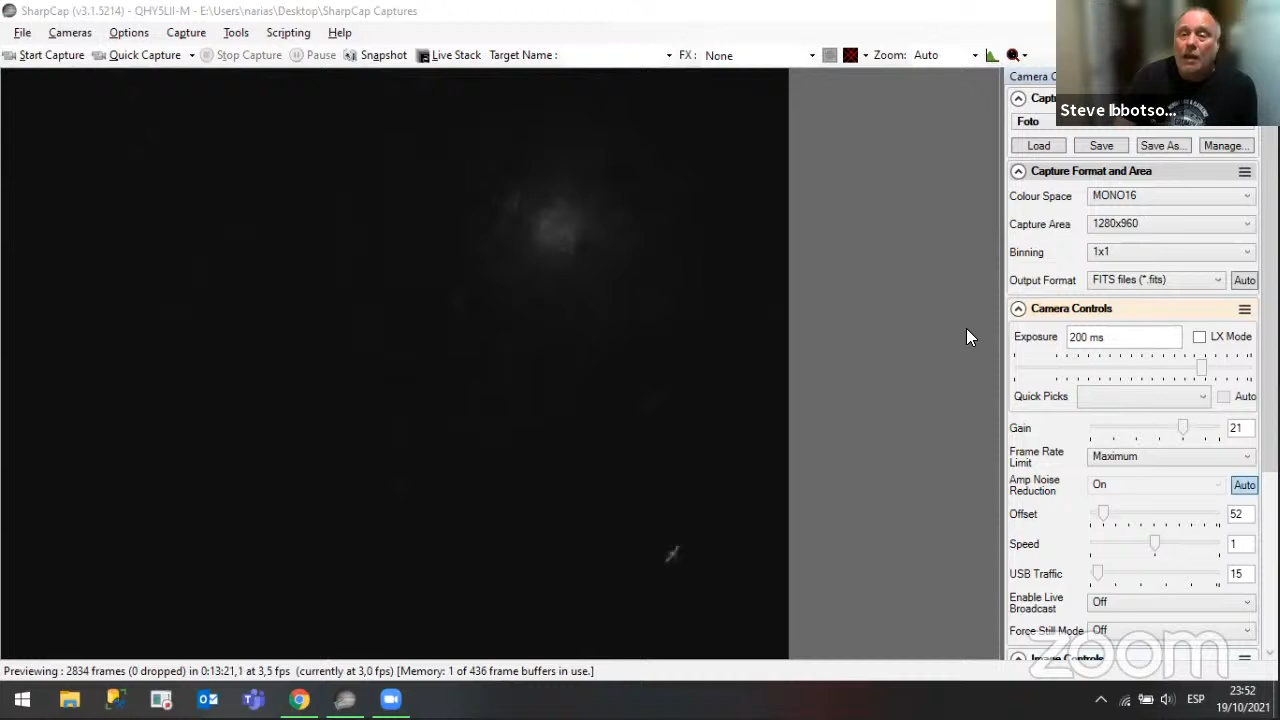 SharpCap (v3.1.5214) - QHY5LII-M - E:\Users\narias\Desktop\SharpCap Captures
File Cameras Options Capture Tools Scripting Help
Start Capture Quick Capture Stop Capture Pause Snapshot Live Stack Target Name : FX : None Zoom: Auto
Steve Ibbotso...
Foto
Load Save Save As... Manage...
Capture Format and Area
Colour Space MONO16
Capture Area 1280x960
Binning 1x1
Output Format FITS files (*.fits) Auto
Camera Controls
Exposure 200 ms LX Mode
Quick Picks Auto
Gain 21
Frame Rate
Limit Maximum
Amp Noise
Reduction On Auto
Offset 52
Speed 1
USB Traffic 15
Enable Live
Broadcast Off
Force Still Mode Off
Image Controls
zoom
Previewing : 2834 frames (0 dropped) in 0:13:21,1 at 3,5 fps (currently at 3,0 fps) [Memory: 1 of 436 frame buffers in use.]
ESP
23:52
19/10/2021